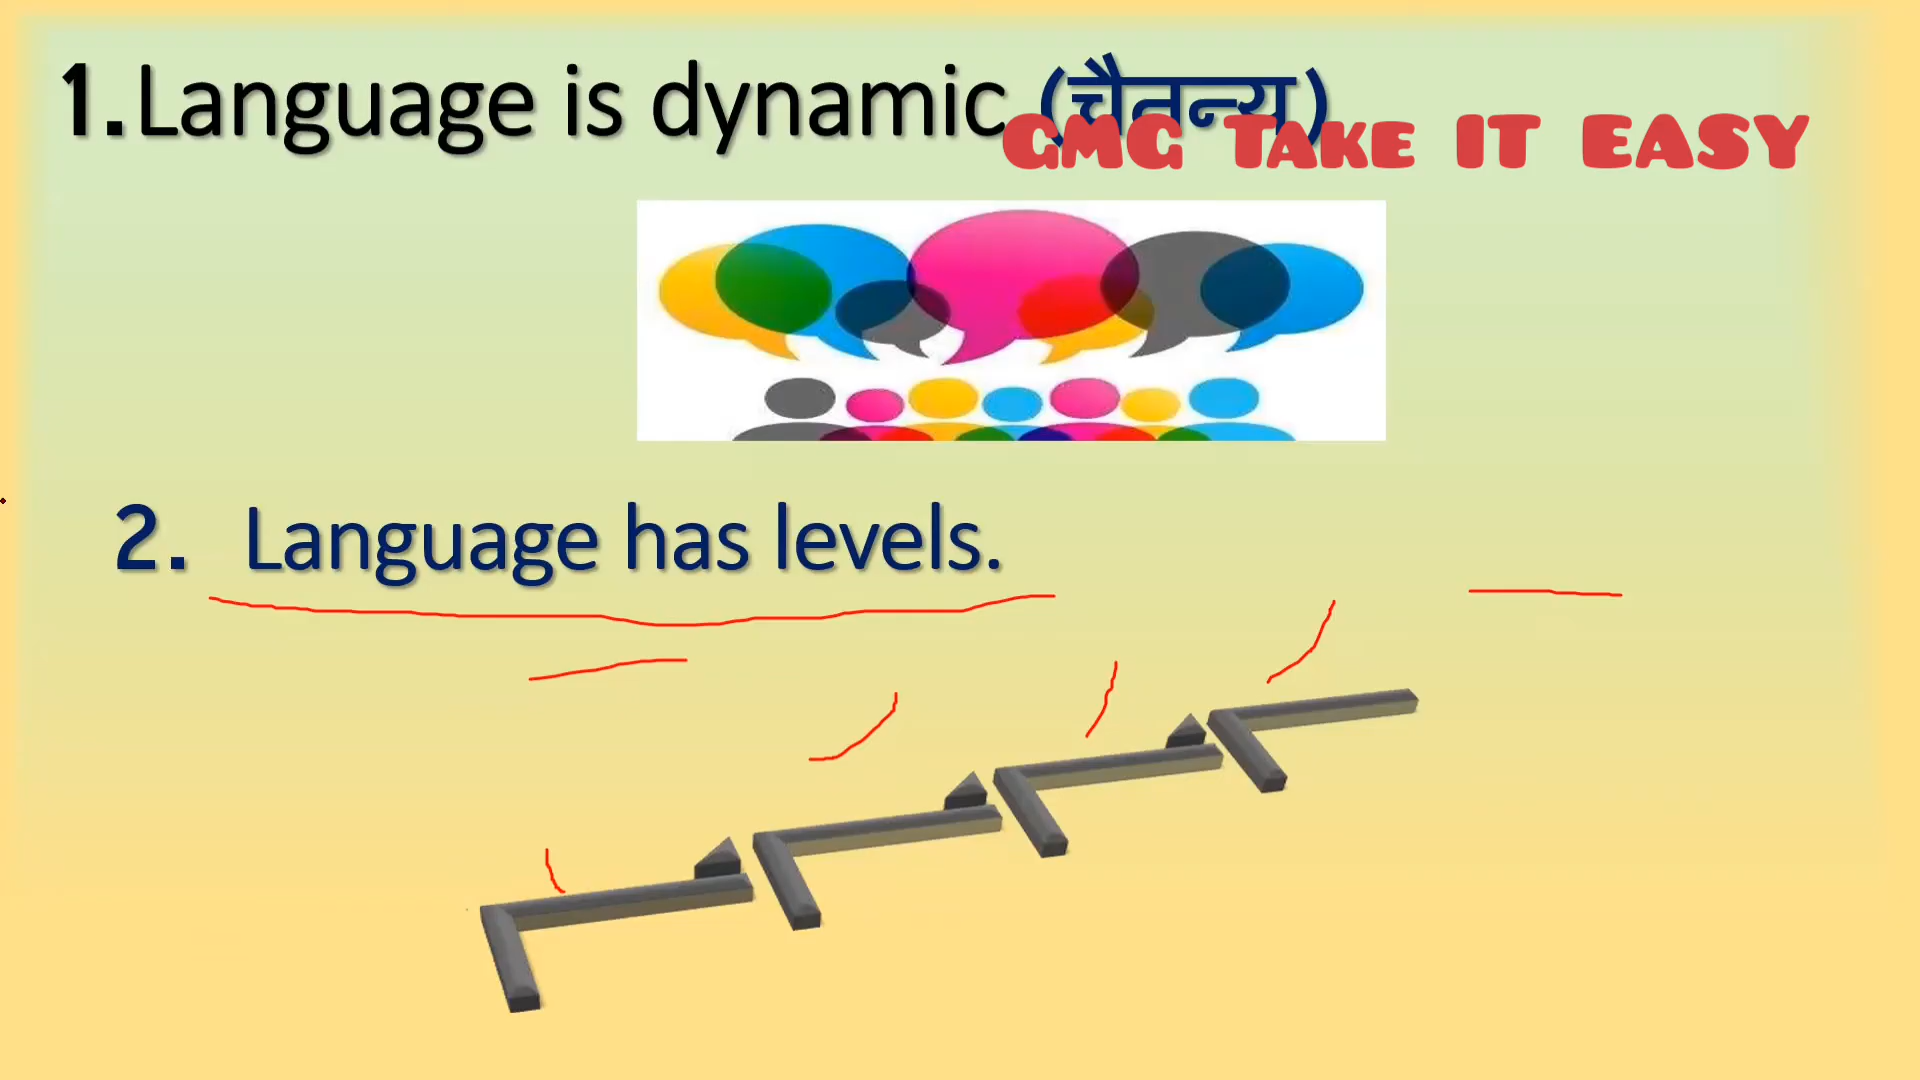 1.Language is dynamic (चैतन्य)
GMG TAKE IT EASY
2. Language has levels.